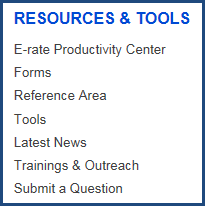 RESOURCES & TOOLS
E-rate Productivity Center
Forms
Reference Area
Tools
Latest News
Trainings & Outreach
Submit a Question